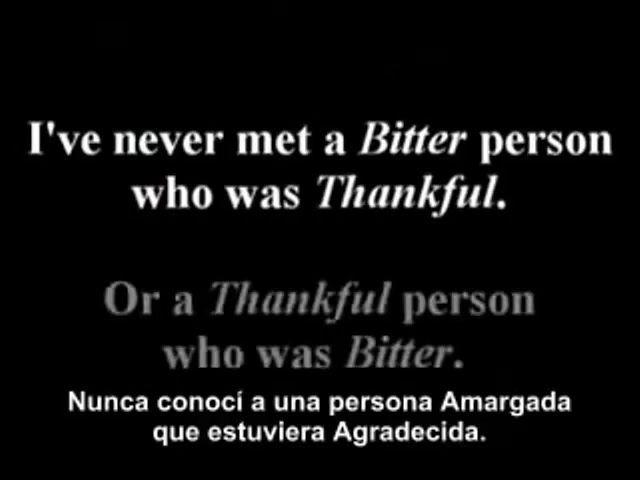 I've never met a Bitter person
who was Thankful.
Or a Thankful person
who was Bitter.
Nunca conocí a una persona Amargada
que estuviera Agradecida.